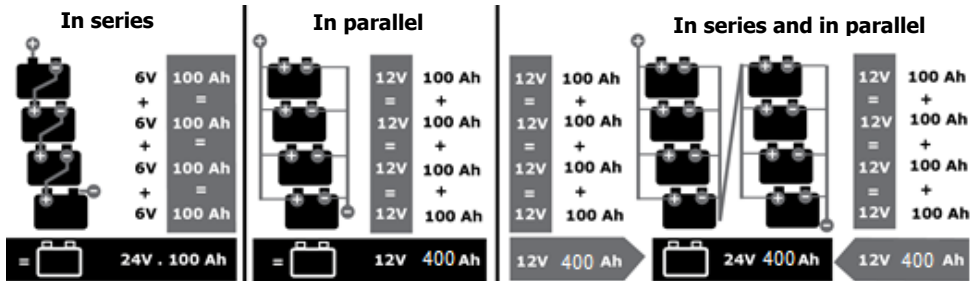 In series
6V 100 Ah
+ =
6V 100 Ah
+ =
6V 100 Ah
+ =
6V 100 Ah
= 24V . 100 Ah
In parallel
12V 100 Ah
= +
12V 100 Ah
= +
12V 100 Ah
= +
12V 100 Ah
= 12V 400 Ah
In series and in parallel
12V 100 Ah
= +
12V 100 Ah
= +
12V 100 Ah
= +
12V 100 Ah
12V 400 Ah
24V 400 Ah
12V 100 Ah
= +
12V 100 Ah
= +
12V 100 Ah
= +
12V 100 Ah
12V 400 Ah